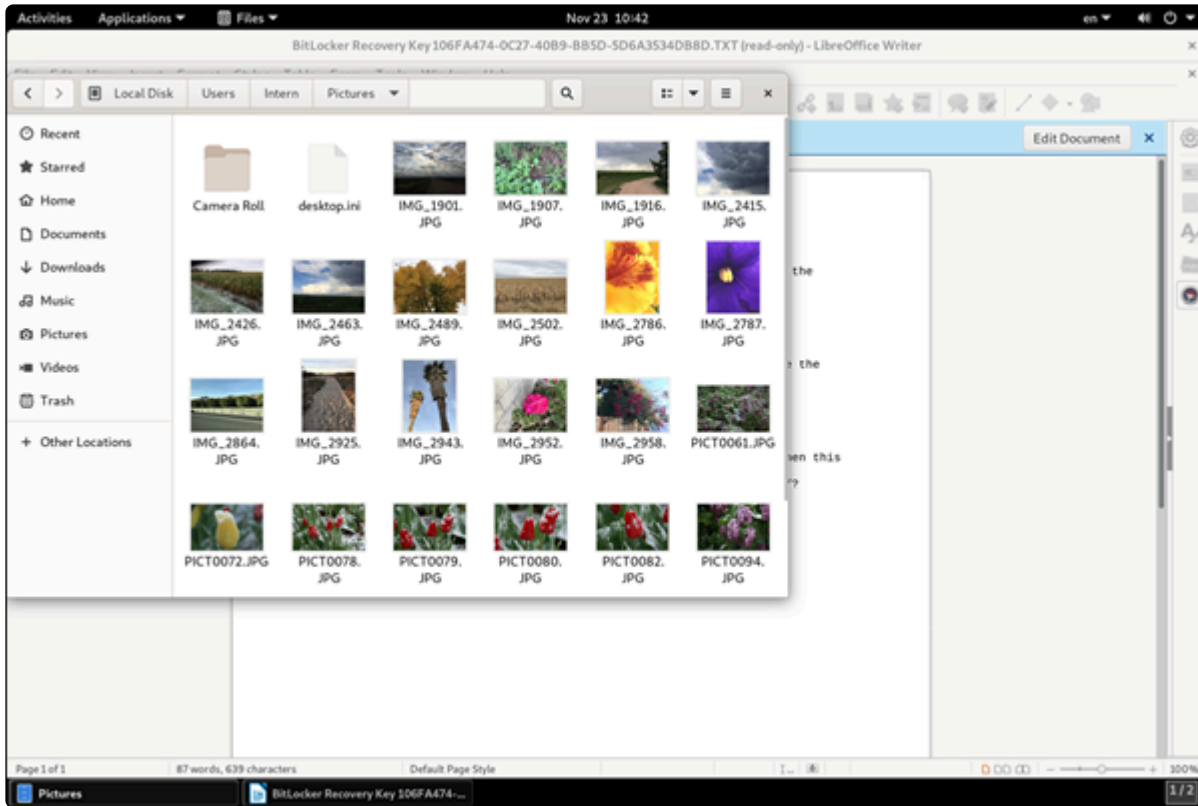 Activities Applications Files Nov 23 10:42 en
BitLocker Recovery Key 106FA474-0C27-40B9-BB5D-5D6A3534DB8D.TXT (read-only) - LibreOffice Writer
Local Disk Users Intern Pictures
Edit Document
Recent
Starred
Home
Documents
Downloads
Music
Pictures
Videos
Trash
+ Other Locations
Camera Roll desktop.ini IMG_1901. IMG_1907. IMG_1916. IMG_2415.
JPG JPG JPG JPG
the
IMG_2426. IMG_2463. IMG_2489. IMG_2502. IMG_2786. IMG_2787.
JPG JPG JPG JPG JPG JPG
the
IMG_2864. IMG_2925. IMG_2943. IMG_2952. IMG_2958. PICT0061.JPG
JPG JPG JPG JPG JPG
this
PICT0072.JPG PICT0078. PICT0079. PICT0080. PICT0082. PICT0094.
JPG JPG JPG JPG JPG
Page 1 of 1 87 words, 639 characters Default Page Style 100%
Pictures BitLocker Recovery Key 106FA474-... 1/2